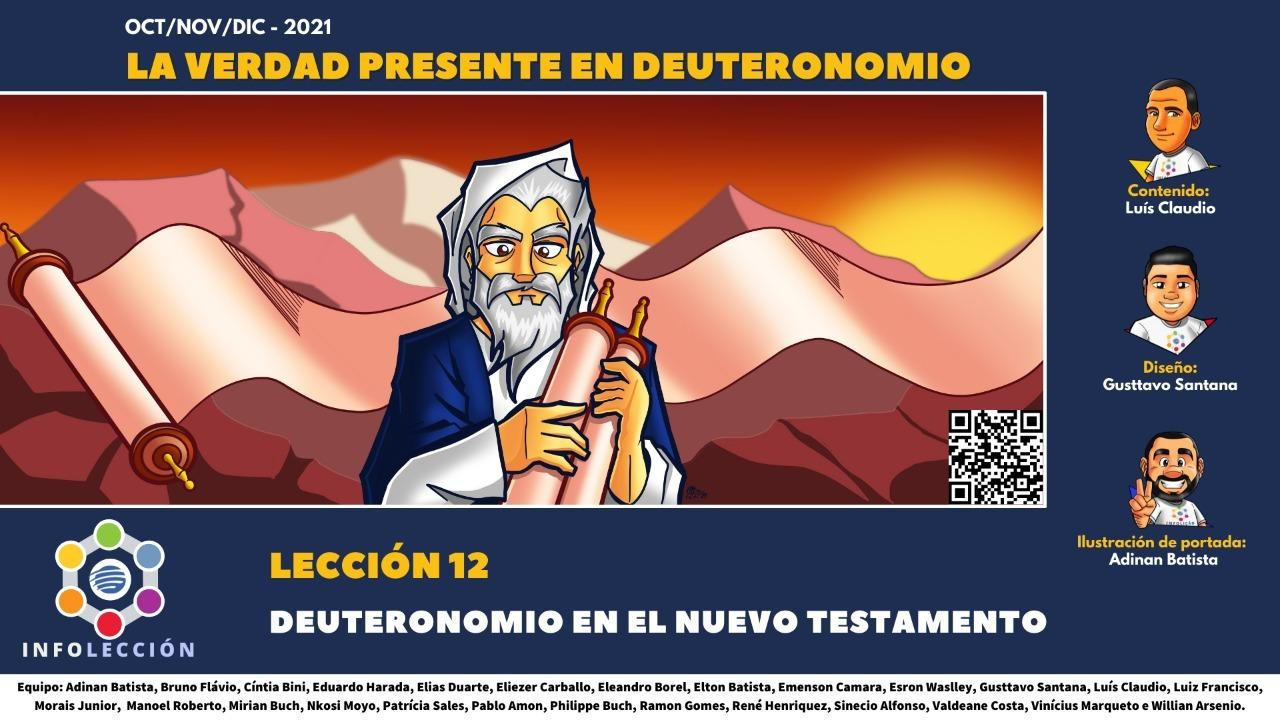 OCT/NOV/DIC - 2021
LA VERDAD PRESENTE EN DEUTERONOMIO
Contenido:
Luís Claudio
Diseño:
Gusttavo Santana
Ilustración de portada:
Adinan Batista
LECCIÓN 12
DEUTERONOMIO EN EL NUEVO TESTAMENTO
INFOLECCIÓN
Equipo: Adinan Batista, Bruno Flávio, Cíntia Bini, Eduardo Harada, Elias Duarte, Eliezer Carballo, Eleandro Borel, Elton Batista, Emenson Camara, Esron Waslley, Gusttavo Santana, Luís Claudio, Luiz Francisco,
Morais Junior, Manoel Roberto, Mirian Buch, Nkosi Moyo, Patrícia Sales, Pablo Amon, Philippe Buch, Ramon Gomes, René Henriquez, Sinecio Alfonso, Valdeane Costa, Vinícius Marqueto e Willian Arsenio.